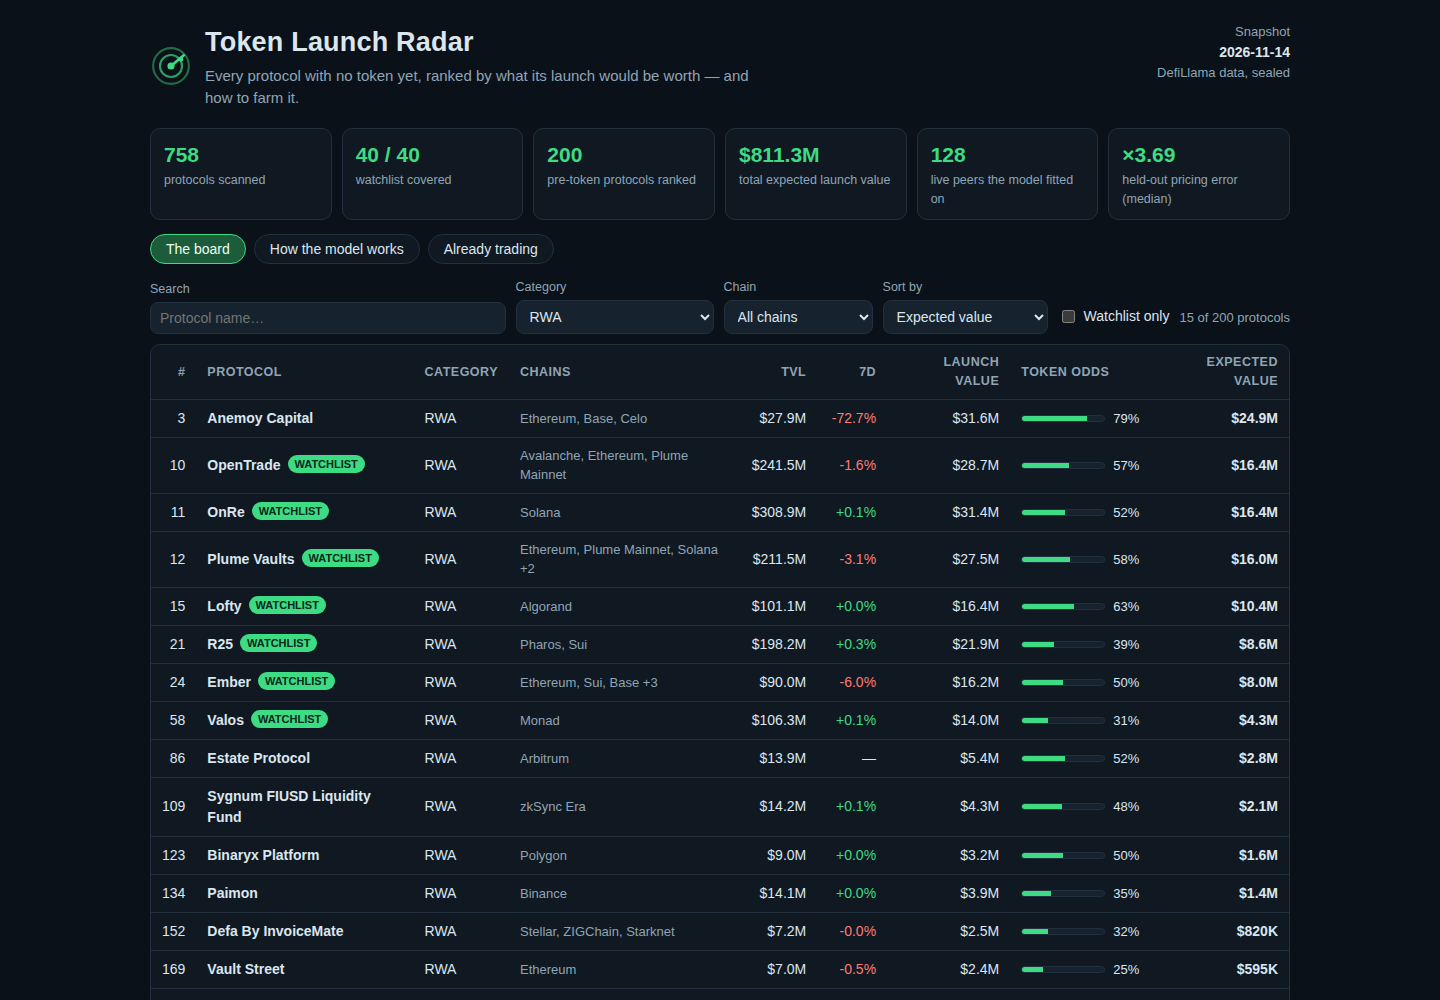 Token Launch Radar
Every protocol with no token yet, ranked by what its launch would be worth — and
how to farm it.
Snapshot
2026-11-14
DefiLlama data, sealed
758
protocols scanned
40 / 40
watchlist covered
200
pre-token protocols ranked
$811.3M
total expected launch value
128
live peers the model fitted
on
×3.69
held-out pricing error
(median)
The board
How the model works
Already trading
Search
Protocol name…
Category
RWA
Chain
All chains
Sort by
Expected value
Watchlist only
15 of 200 protocols
# PROTOCOL CATEGORY CHAINS TVL 7D LAUNCH VALUE TOKEN ODDS EXPECTED VALUE
3 Anemoy Capital RWA Ethereum, Base, Celo $27.9M -72.7% $31.6M 79% $24.9M
10 OpenTrade WATCHLIST RWA Avalanche, Ethereum, Plume Mainnet $241.5M -1.6% $28.7M 57% $16.4M
11 OnRe WATCHLIST RWA Solana $308.9M +0.1% $31.4M 52% $16.4M
12 Plume Vaults WATCHLIST RWA Ethereum, Plume Mainnet, Solana +2 $211.5M -3.1% $27.5M 58% $16.0M
15 Lofty WATCHLIST RWA Algorand $101.1M +0.0% $16.4M 63% $10.4M
21 R25 WATCHLIST RWA Pharos, Sui $198.2M +0.3% $21.9M 39% $8.6M
24 Ember WATCHLIST RWA Ethereum, Sui, Base +3 $90.0M -6.0% $16.2M 50% $8.0M
58 Valos WATCHLIST RWA Monad $106.3M +0.1% $14.0M 31% $4.3M
86 Estate Protocol RWA Arbitrum $13.9M — $5.4M 52% $2.8M
109 Sygnum FIUSD Liquidity Fund RWA zkSync Era $14.2M +0.1% $4.3M 48% $2.1M
123 Binaryx Platform RWA Polygon $9.0M +0.0% $3.2M 50% $1.6M
134 Paimon RWA Binance $14.1M +0.0% $3.9M 35% $1.4M
152 Defa By InvoiceMate RWA Stellar, ZIGChain, Starknet $7.2M -0.0% $2.5M 32% $820K
169 Vault Street RWA Ethereum $7.0M -0.5% $2.4M 25% $595K